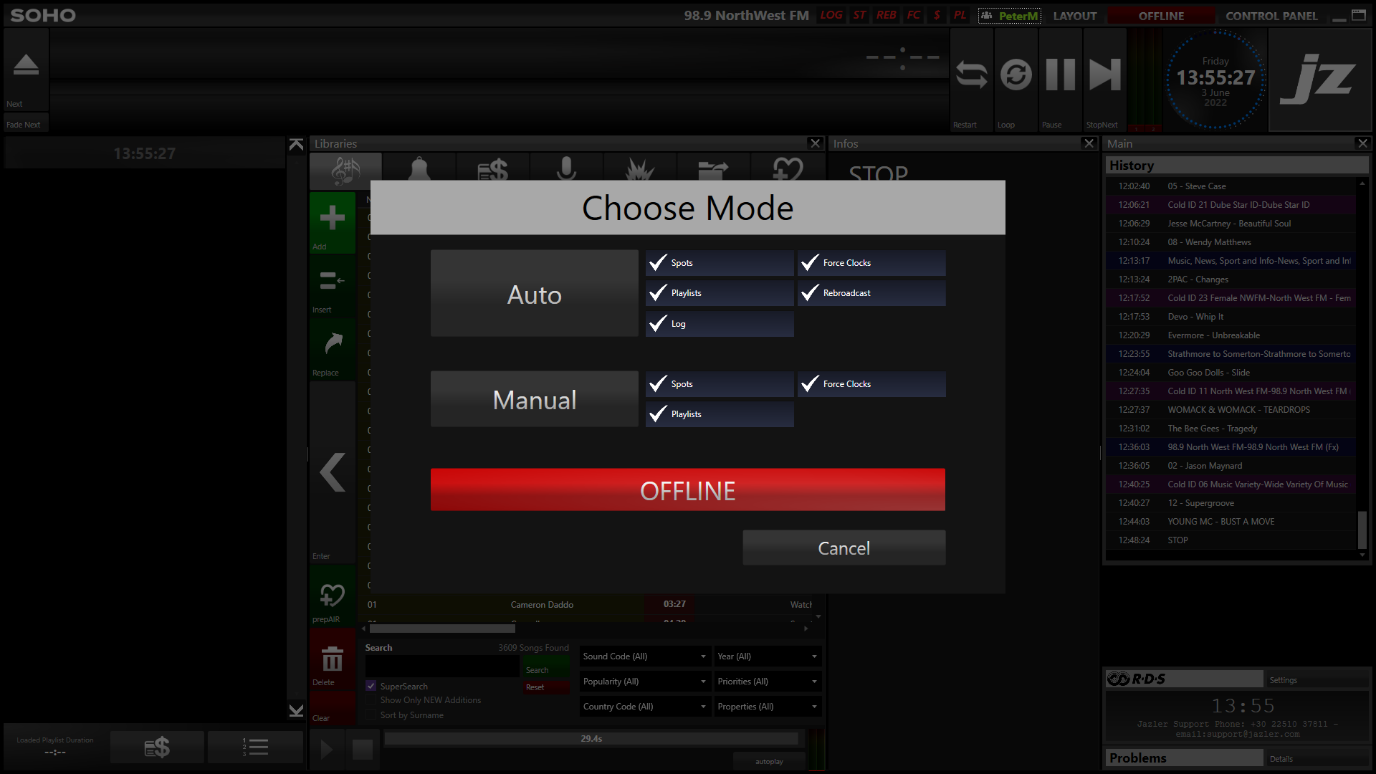 SOHO
98.9 NorthWest FM
LOG ST REB FC $ PL
PeterM
LAYOUT
OFFLINE
CONTROL PANEL
Next
Fade Next
--:--
Restart
Loop
Pause
StopNext
Friday
13:55:27
3 June
2022
jz
13:55:27
Libraries
Infos
STOP
Main
History
12:02:40 05 - Steve Case
12:06:21 Cold ID 21 Dube Star ID-Dube Star ID
12:06:29 Jesse McCartney - Beautiful Soul
12:10:24 08 - Wendy Matthews
12:13:17 Music, News, Sport and Info-News, Sport and Inf
12:13:24 2PAC - Changes
12:17:52 Cold ID 23 Female NWFM-North West FM - Fem
12:17:53 Devo - Whip It
12:20:29 Evermore - Unbreakable
12:23:55 Strathmore to Somerton-Strathmore to Somerto
12:24:04 Goo Goo Dolls - Slide
12:27:35 Cold ID 11 North West FM-98.9 North West FM
12:27:37 WOMACK & WOMACK - TEARDROPS
12:31:02 The Bee Gees - Tragedy
12:36:03 98.9 North West FM-98.9 North West FM (Fx)
12:36:05 02 - Jason Maynard
12:40:25 Cold ID 06 Music Variety-Wide Variety Of Music
12:40:27 12 - Supergroove
12:44:03 YOUNG MC - BUST A MOVE
12:48:24 STOP
Add
Insert
Replace
Enter
prepAIR
Delete
Clear
Choose Mode
Auto
Spots
Force Clocks
Playlists
Rebroadcast
Log
Manual
Spots
Force Clocks
Playlists
OFFLINE
Cancel
01 Cameron Daddo 03:27 Watch
Search
3609 Songs Found
Search
Reset
SuperSearch
Show Only NEW Additions
Sort by Surname
Sound Code (All)
Year (All)
Popularity (All)
Priorities (All)
Country Code (All)
Properties (All)
29.4s
autoplay
Loaded Playlist Duration
--:--
1
2
3
R·D·S
Settings
13:55
Jazler Support Phone: +30 22510 37811 -
email:support@jazler.com
Problems
Details